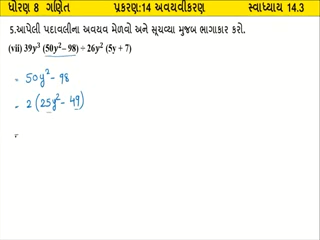 ધોરણ 8 ગણિત પ્રકરણ:14 અવયવીકરણ સ્વાધ્યાય 14.3
5.આપેલી પદાવલીના અવયવ મેળવો અને સૂચવ્યા મુજબ ભાગાકાર કરો.
(vii) 39y³ (50y² – 98) ÷ 26y² (5y + 7)
= 50y² - 98
= 2 (25y² - 49)